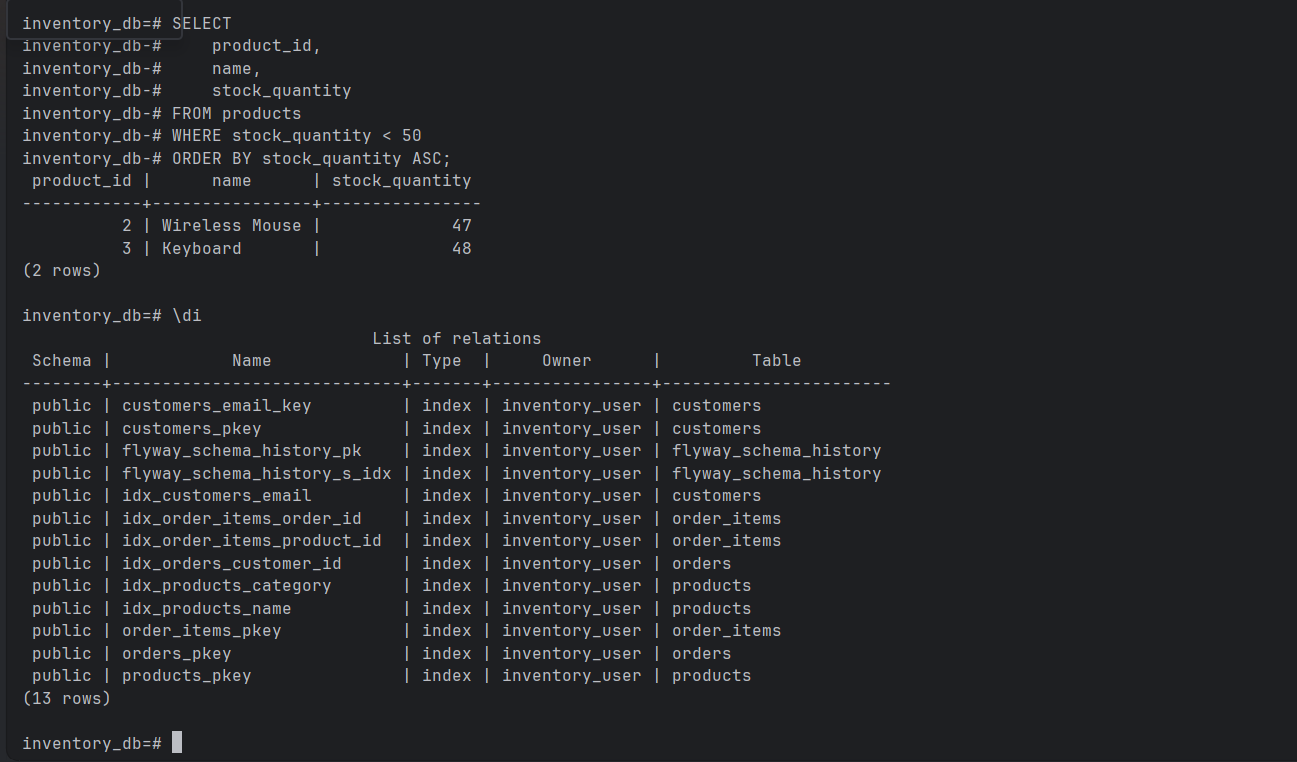 inventory_db=# SELECT
inventory_db-#     product_id,
inventory_db-#     name,
inventory_db-#     stock_quantity
inventory_db-# FROM products
inventory_db-# WHERE stock_quantity < 50
inventory_db-# ORDER BY stock_quantity ASC;
 product_id |      name      | stock_quantity
------------+----------------+----------------
          2 | Wireless Mouse |             47
          3 | Keyboard       |             48
(2 rows)

inventory_db=# \di
                                   List of relations
 Schema |            Name             | Type  |     Owner      |         Table
--------+-----------------------------+-------+----------------+-----------------------
 public | customers_email_key         | index | inventory_user | customers
 public | customers_pkey              | index | inventory_user | customers
 public | flyway_schema_history_pk    | index | inventory_user | flyway_schema_history
 public | flyway_schema_history_s_idx | index | inventory_user | flyway_schema_history
 public | idx_customers_email         | index | inventory_user | customers
 public | idx_order_items_order_id    | index | inventory_user | order_items
 public | idx_order_items_product_id  | index | inventory_user | order_items
 public | idx_orders_customer_id      | index | inventory_user | orders
 public | idx_products_category       | index | inventory_user | products
 public | idx_products_name           | index | inventory_user | products
 public | order_items_pkey            | index | inventory_user | order_items
 public | orders_pkey                 | index | inventory_user | orders
 public | products_pkey               | index | inventory_user | products
(13 rows)

inventory_db=#